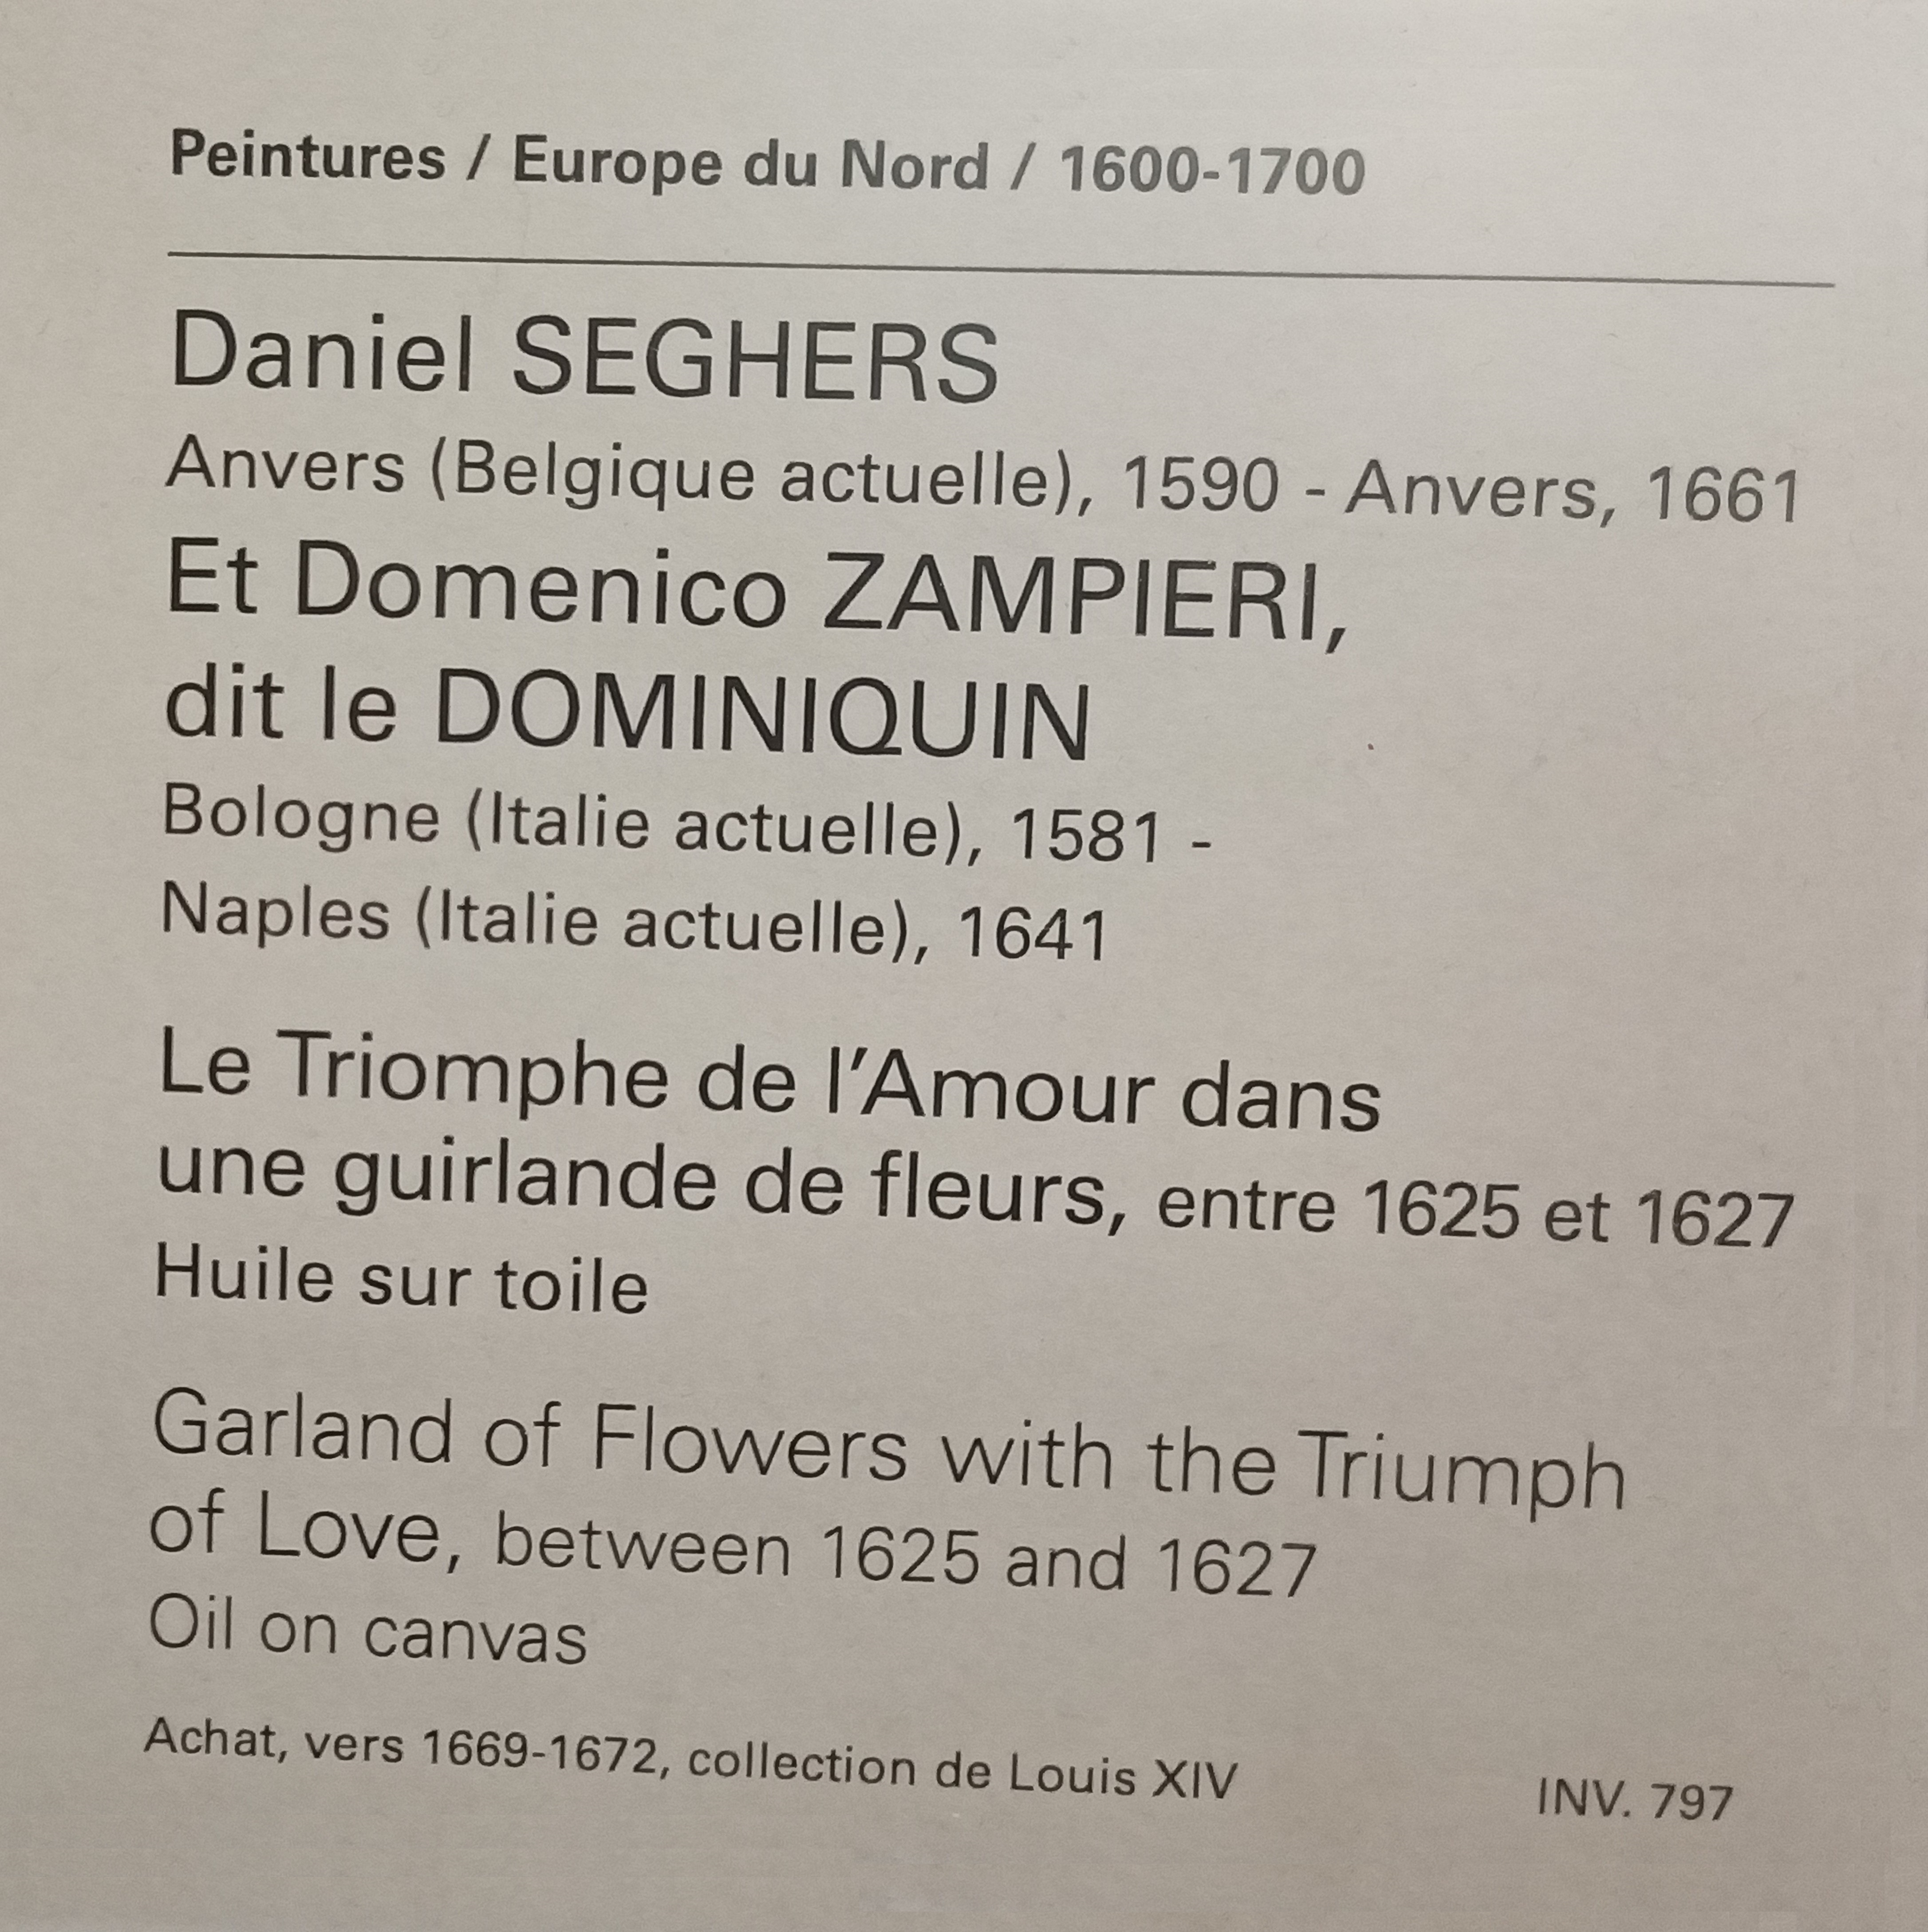 Peintures / Europe du Nord / 1600-1700
Daniel SEGHERS
Anvers (Belgique actuelle), 1590 - Anvers, 1661
Et Domenico ZAMPIERI,
dit le DOMINIQUIN
Bologne (Italie actuelle), 1581 -
Naples (Italie actuelle), 1641
Le Triomphe de l'Amour dans
une guirlande de fleurs, entre 1625 et 1627
Huile sur toile
Garland of Flowers with the Triumph
of Love, between 1625 and 1627
Oil on canvas
Achat, vers 1669-1672, collection de Louis XIV INV. 797